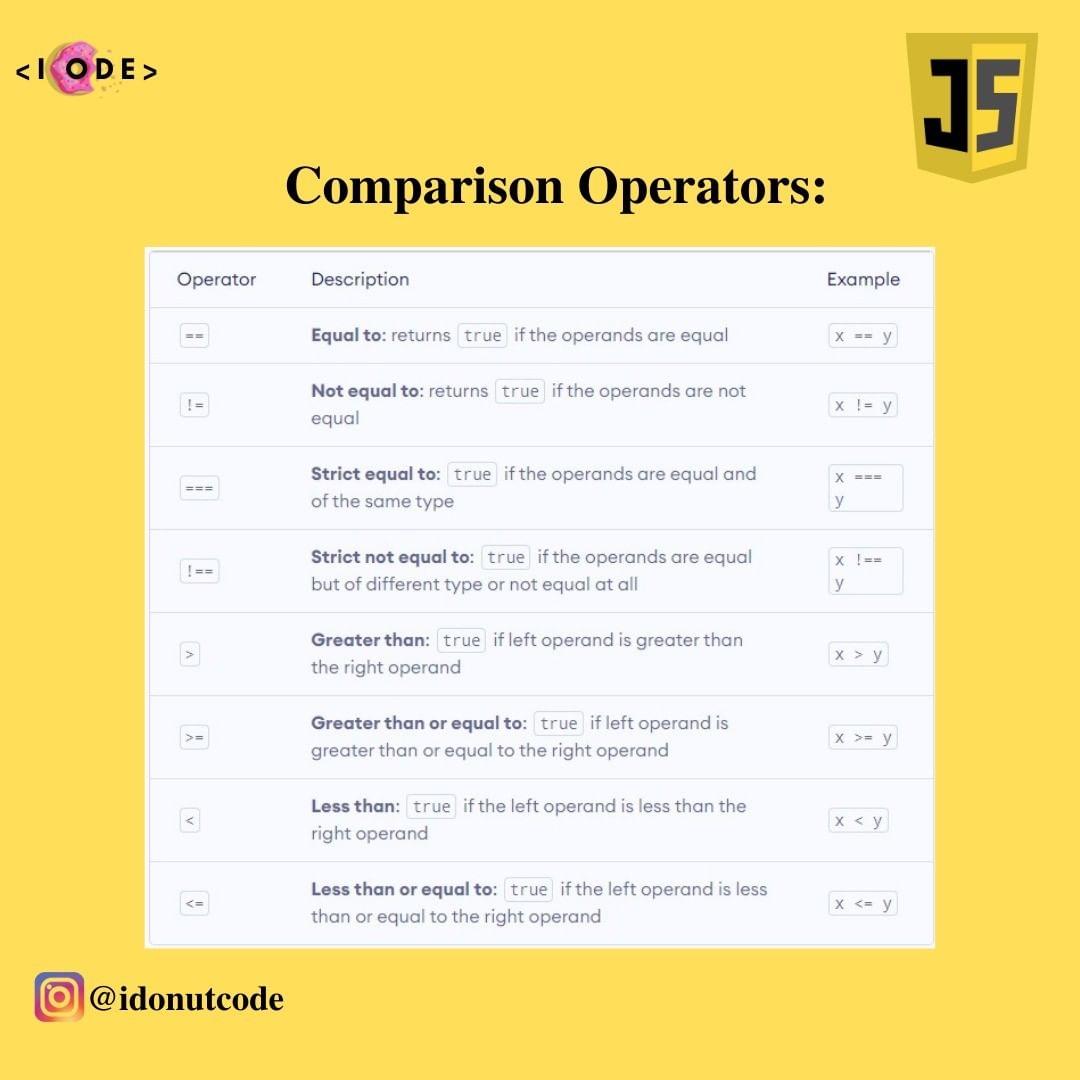 <I ODE>
JS
Comparison Operators:
Operator Description Example
== Equal to: returns true if the operands are equal x == y
!= Not equal to: returns true if the operands are not x != y
equal
=== Strict equal to: true if the operands are equal and x ===
of the same type y
!== Strict not equal to: true if the operands are equal x !==
but of different type or not equal at all y
> Greater than: true if left operand is greater than x > y
the right operand
>= Greater than or equal to: true if left operand is x >= y
greater than or equal to the right operand
< Less than: true if the left operand is less than the x < y
right operand
<= Less than or equal to: true if the left operand is less x <= y
than or equal to the right operand
@idonutcode